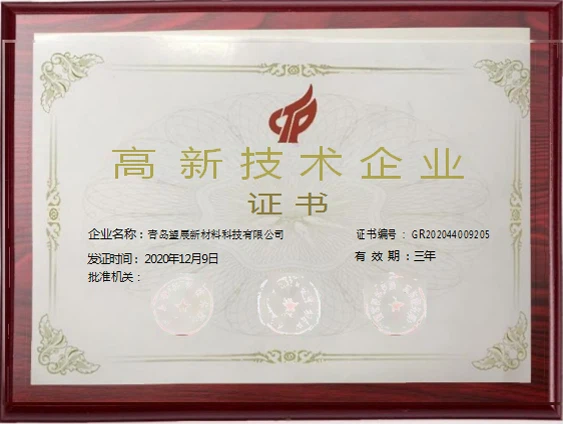 高新技术企业
证书
企业名称：青岛望展新材料科技有限公司
证书编号：GR202044009205
发证时间：2020年12月9日
有效期：三年
批准机关：